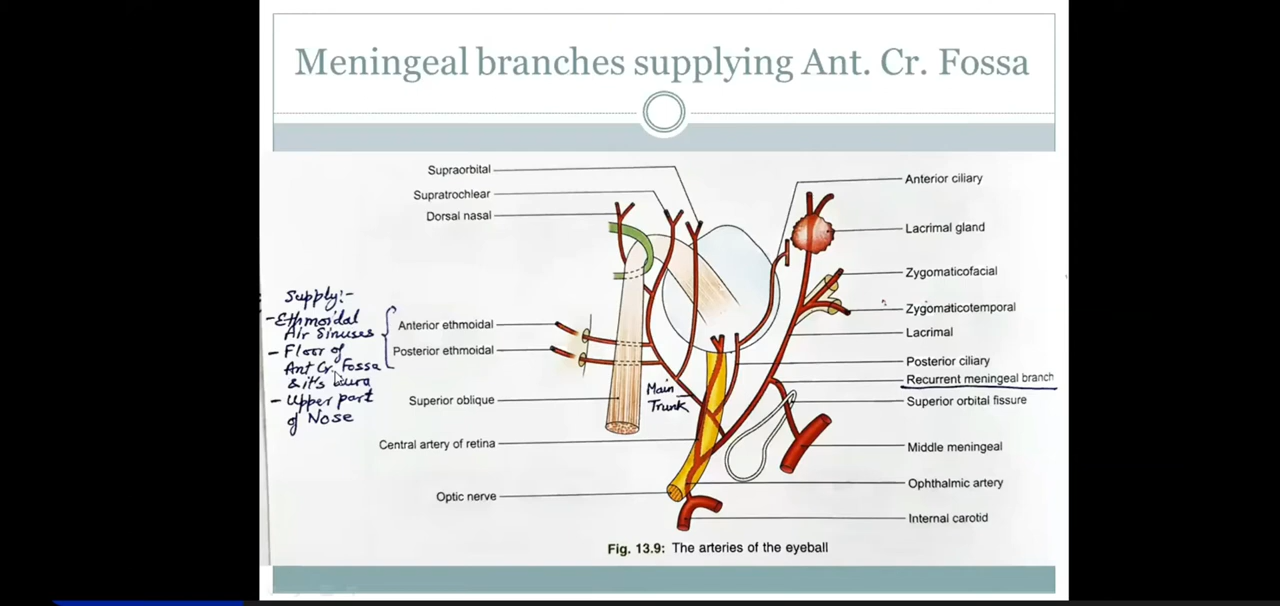 Meningeal branches supplying Ant. Cr. Fossa
Supraorbital
Supratrochlear
Dorsal nasal
Supply:-
-Ethmoidal
Air Sinuses
- Floor of
Ant Cr. Fossa
& it's Dura
- Upper part
of Nose
Anterior ethmoidal
Posterior ethmoidal
Superior oblique
Central artery of retina
Optic nerve
Main
Trunk
Anterior ciliary
Lacrimal gland
Zygomaticofacial
Zygomaticotemporal
Lacrimal
Posterior ciliary
Recurrent meningeal branch
Superior orbital fissure
Middle meningeal
Ophthalmic artery
Internal carotid
Fig. 13.9: The arteries of the eyeball